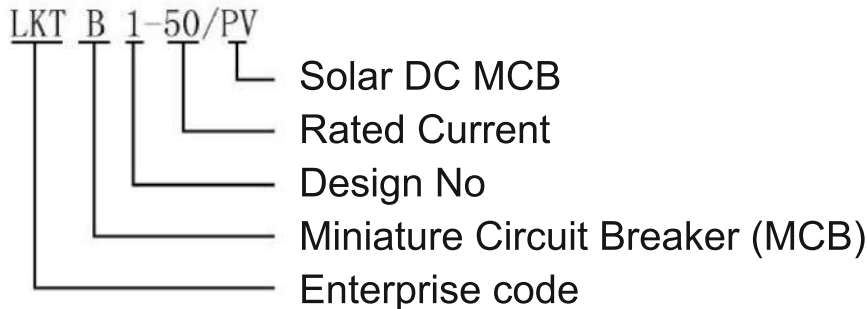 LKT B 1-50/PV
Solar DC MCB
Rated Current
Design No
Miniature Circuit Breaker (MCB)
Enterprise code